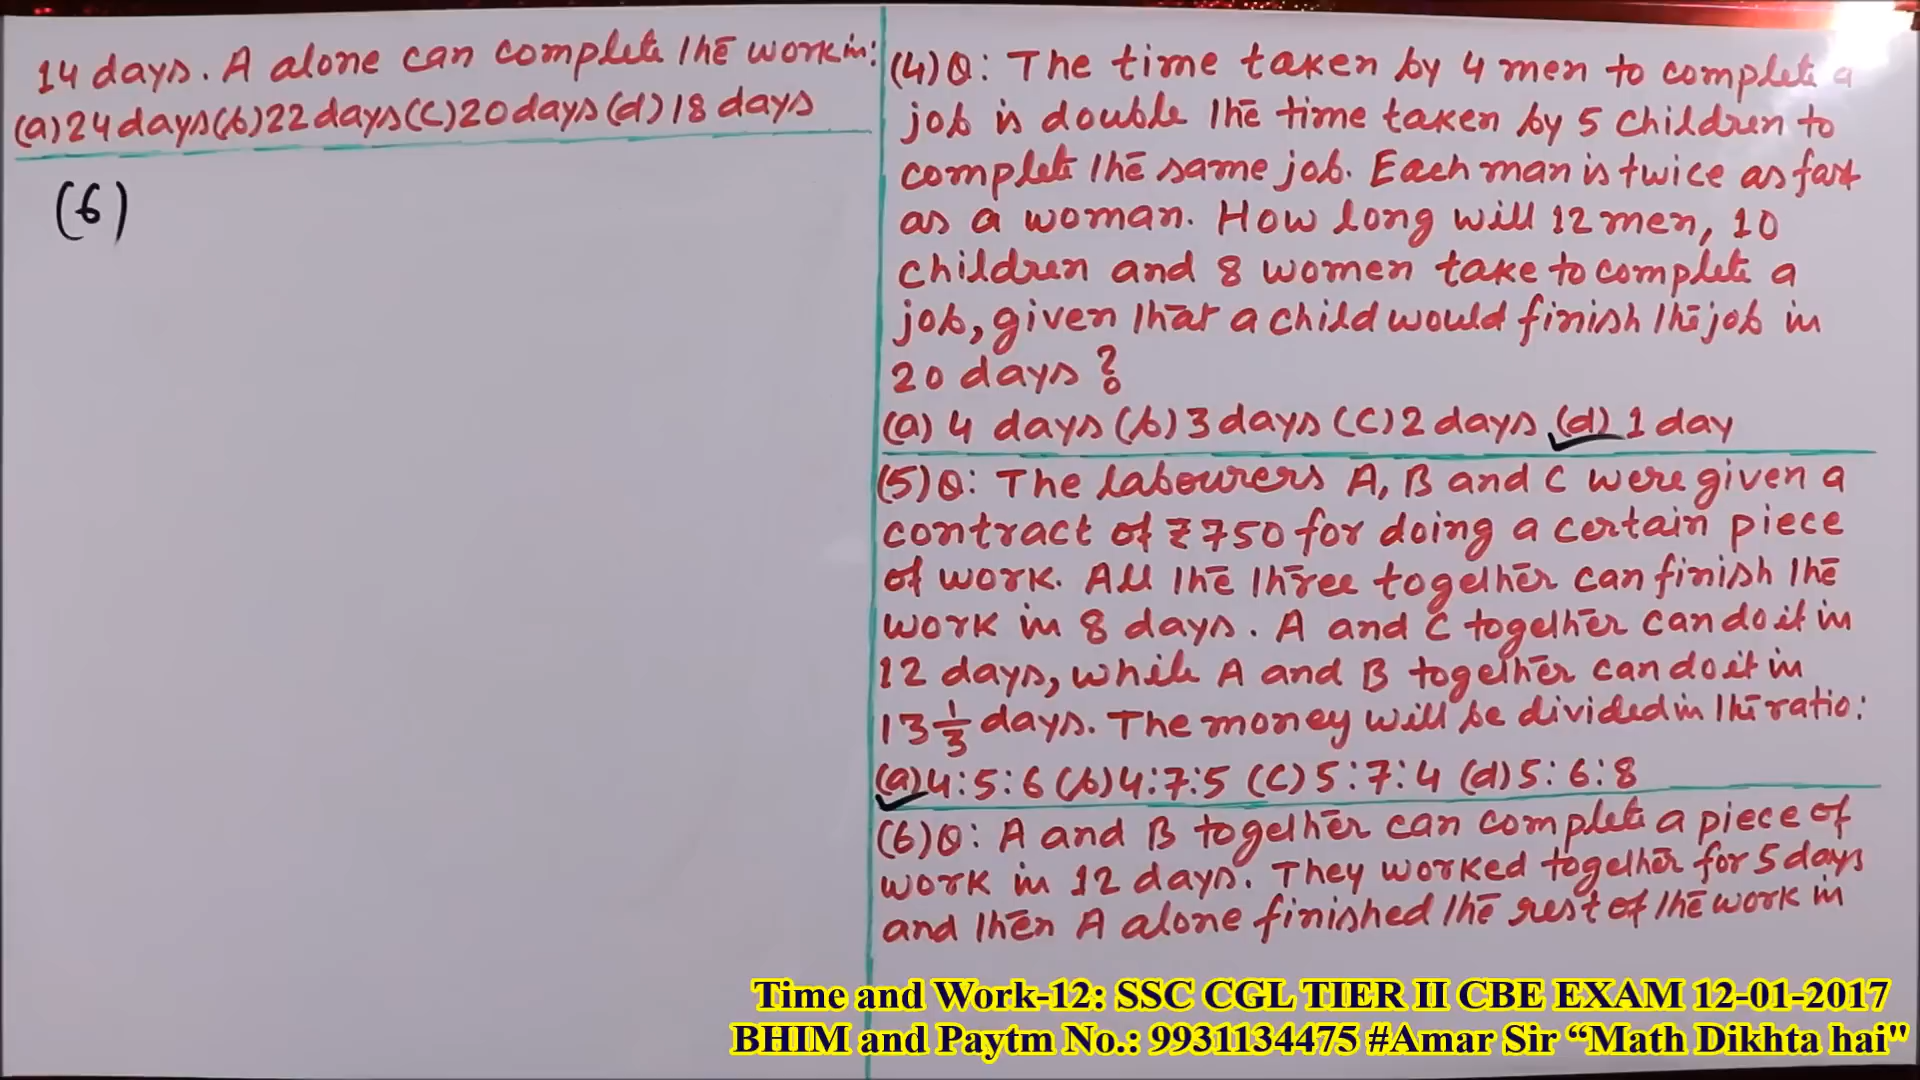 14 days. A alone can complete the work in:
(a) 24 days (b) 22 days (c) 20 days (d) 18 days
(6)
(4) Q: The time taken by 4 men to complete a
job is double the time taken by 5 children to
complete the same job. Each man is twice as fast
as a woman. How long will 12 men, 10
children and 8 women take to complete a
job, given that a child would finish the job in
20 days ?
(a) 4 days (b) 3 days (c) 2 days (d) 1 day
(5) Q: The labourers A, B and C were given a
contract of ₹750 for doing a certain piece
of work. All the three together can finish the
work in 8 days. A and C together can do it in
12 days, while A and B together can do it in
13 1/3 days. The money will be divided in the ratio:
(a) 4:5:6 (b) 4:7:5 (c) 5:7:4 (d) 5:6:8
(6) Q: A and B together can complete a piece of
work in 12 days. They worked together for 5 days
and then A alone finished the rest of the work in
Time and Work-12: SSC CGL TIER II CBE EXAM 12-01-2017
BHIM and Paytm No.: 9931134475 #Amar Sir “Math Dikhta hai"